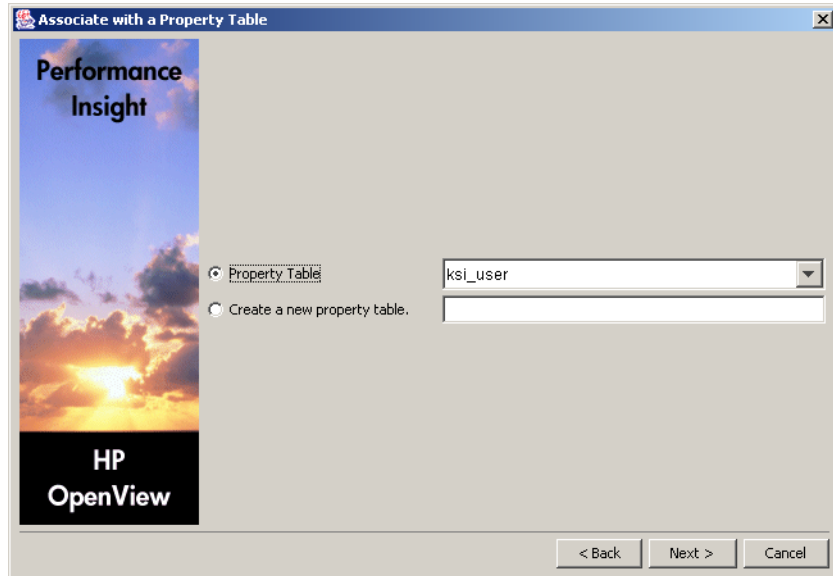 Associate with a Property Table
Performance
Insight
Property Table
ksi_user
Create a new property table.
HP
OpenView
< Back
Next >
Cancel